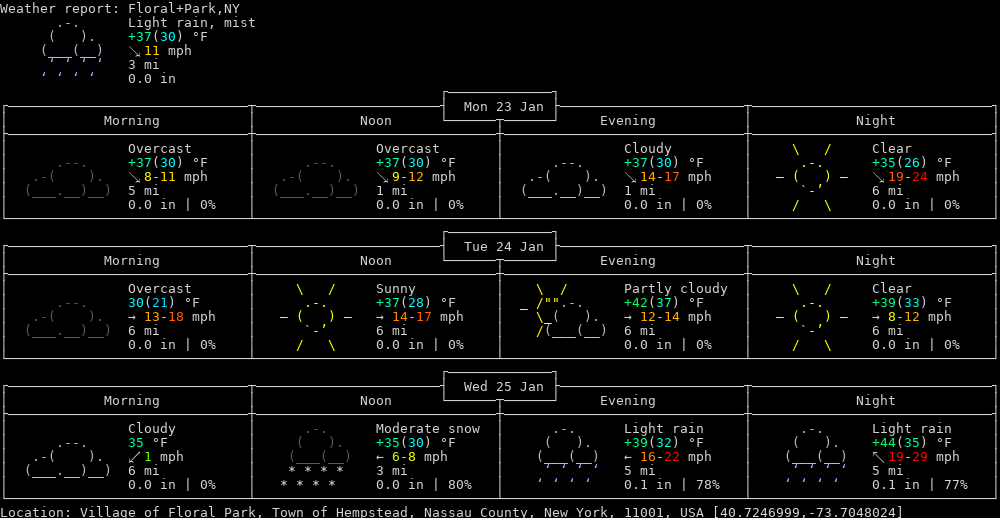 Weather report: Floral+Park,NY
Light rain, mist
+37(30) °F
↘ 11 mph
3 mi
0.0 in
Mon 23 Jan
Morning Noon Evening Night
Overcast Overcast Cloudy Clear
+37(30) °F +37(30) °F +37(30) °F +35(26) °F
↘ 8-11 mph ↘ 9-12 mph ↘ 14-17 mph ↘ 19-24 mph
5 mi 1 mi 1 mi 6 mi
0.0 in | 0% 0.0 in | 0% 0.0 in | 0% 0.0 in | 0%
Tue 24 Jan
Morning Noon Evening Night
Overcast Sunny Partly cloudy Clear
30(21) °F +37(28) °F +42(37) °F +39(33) °F
→ 13-18 mph → 14-17 mph → 12-14 mph → 8-12 mph
6 mi 6 mi 6 mi 6 mi
0.0 in | 0% 0.0 in | 0% 0.0 in | 0% 0.0 in | 0%
Wed 25 Jan
Morning Noon Evening Night
Cloudy Moderate snow Light rain Light rain
35 °F +35(30) °F +39(32) °F +44(35) °F
↙ 1 mph ← 6-8 mph ← 16-22 mph ↖ 19-29 mph
6 mi 3 mi 5 mi 5 mi
0.0 in | 0% 0.0 in | 80% 0.1 in | 78% 0.1 in | 77%
Location: Village of Floral Park, Town of Hempstead, Nassau County, New York, 11001, USA [40.7246999,-73.7048024]